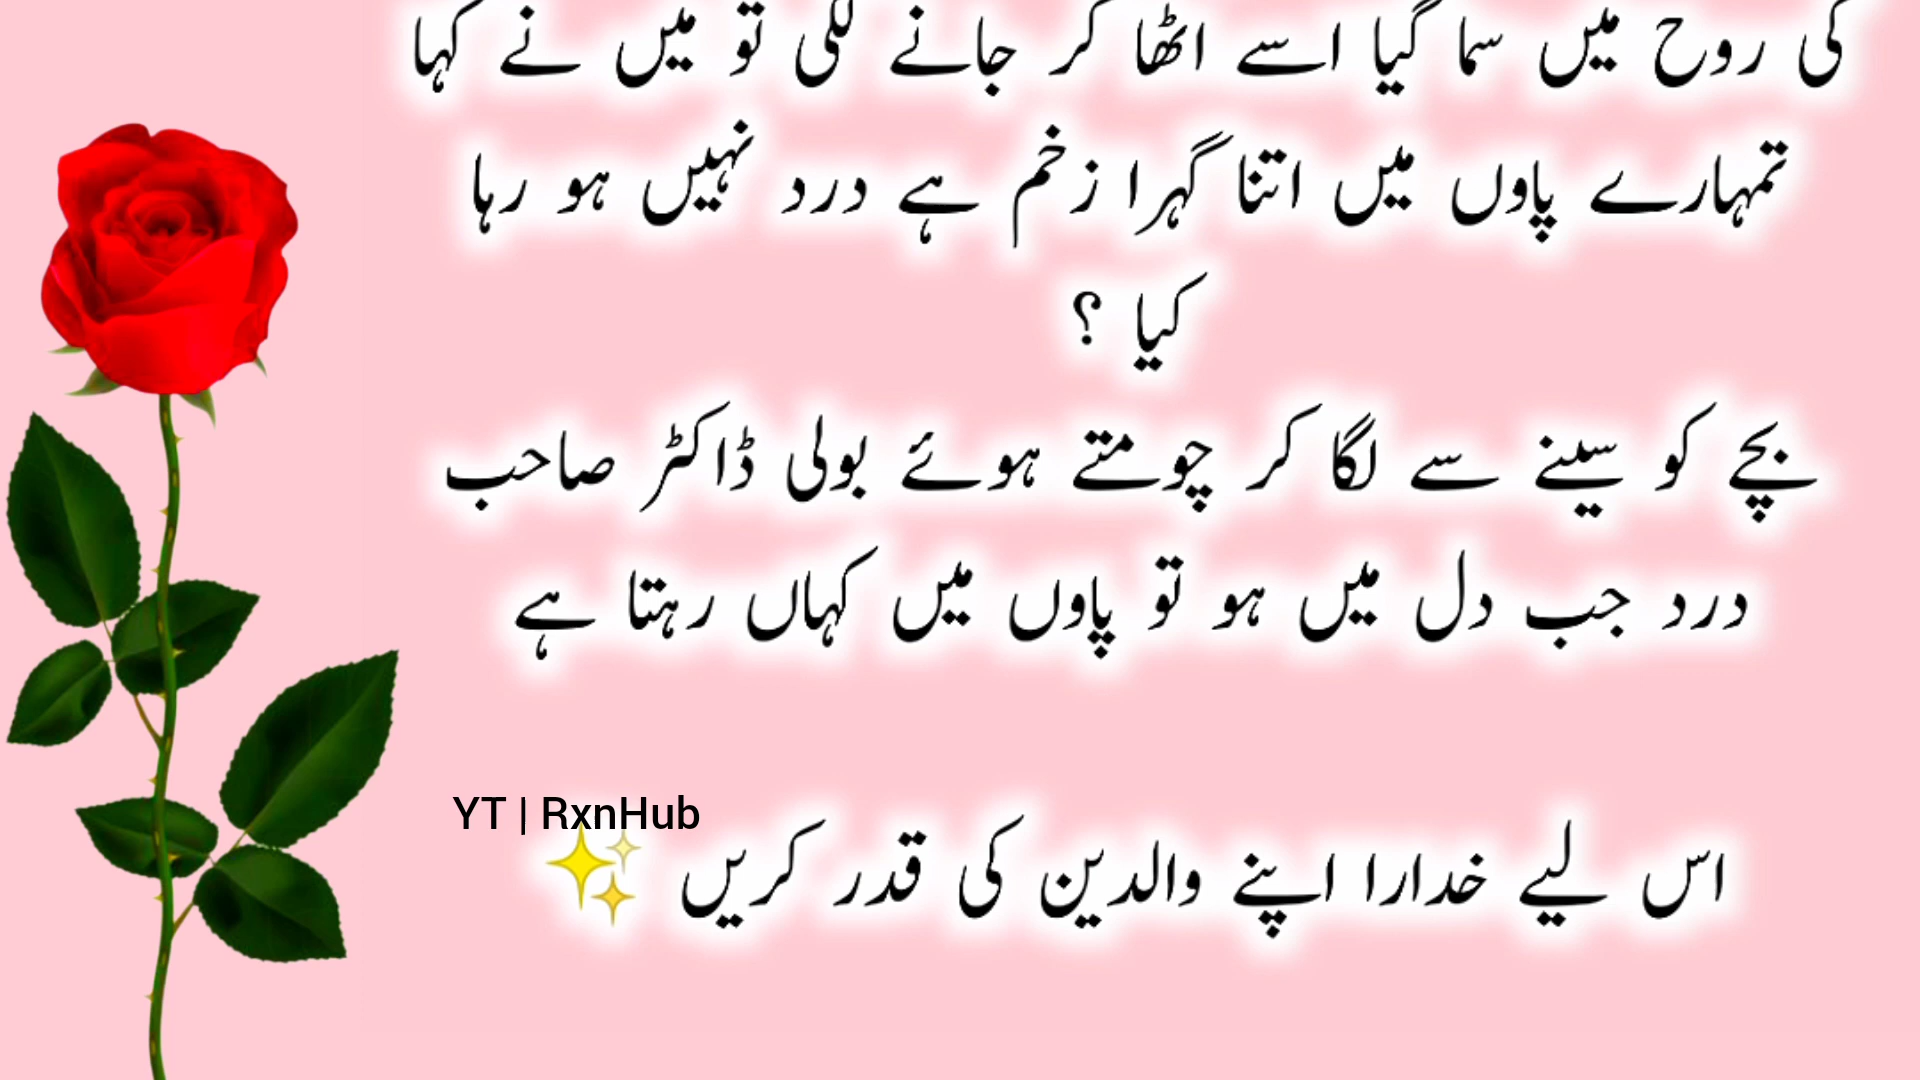 کی روح میں سما گیا اسے اٹھا کر جانے لگی تو میں نے کہا
تمہارے پاوں میں اتنا گہرا زخم ہے درد نہیں ہو رہا
کیا ؟
بچے کو سینے سے لگا کر چومتے ہوئے بولی ڈاکٹر صاحب
درد جب دل میں ہو تو پاوں میں کہاں رہتا ہے
YT | RxnHub
اس لیے خدارا اپنے والدین کی قدر کریں ✨